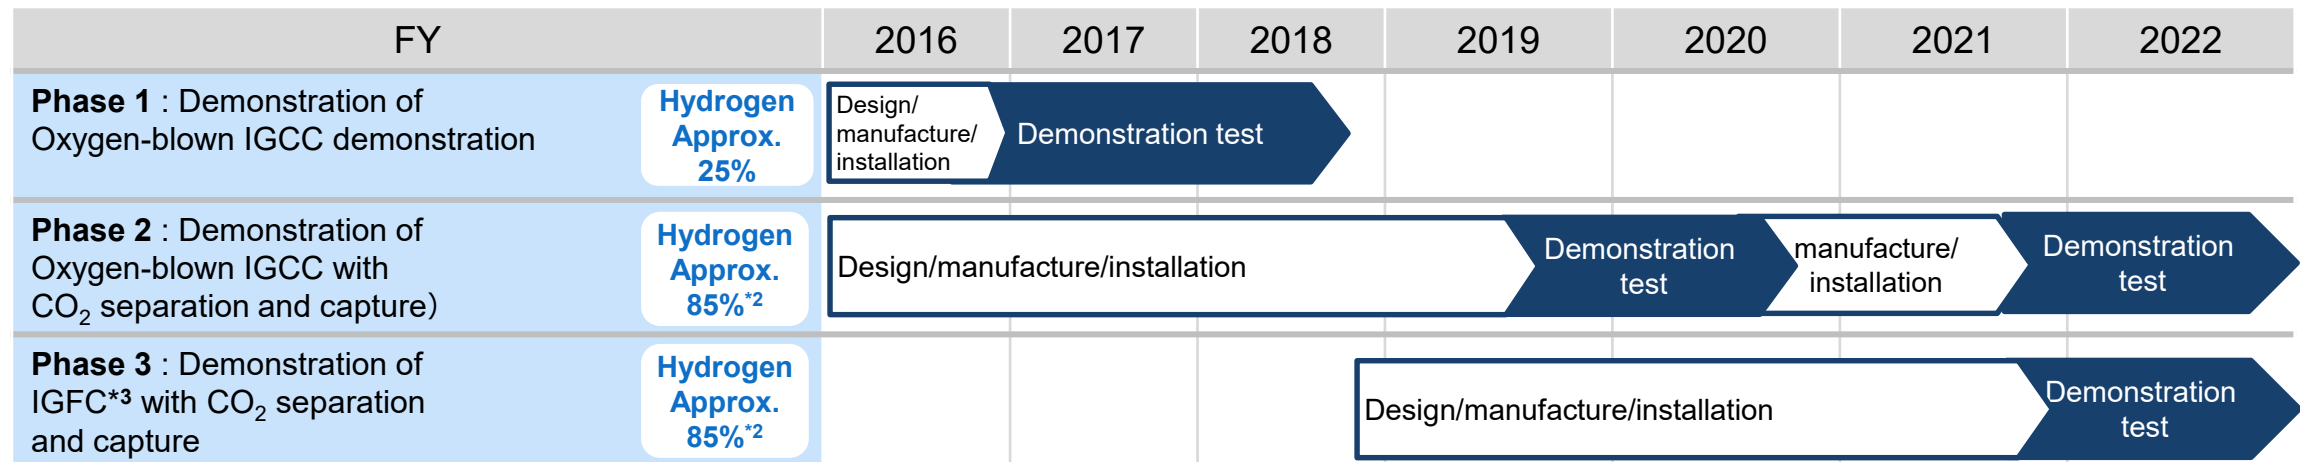 FY 2016 2017 2018 2019 2020 2021 2022
Phase 1 : Demonstration of
Oxygen-blown IGCC demonstration
Hydrogen
Approx.
25%
Design/
manufacture/
installation
Demonstration test
Phase 2 : Demonstration of
Oxygen-blown IGCC with
CO₂ separation and capture）
Hydrogen
Approx.
85%*2
Design/manufacture/installation
Demonstration
test
manufacture/
installation
Demonstration
test
Phase 3 : Demonstration of
IGFC*3 with CO₂ separation
and capture
Hydrogen
Approx.
85%*2
Design/manufacture/installation
Demonstration
test